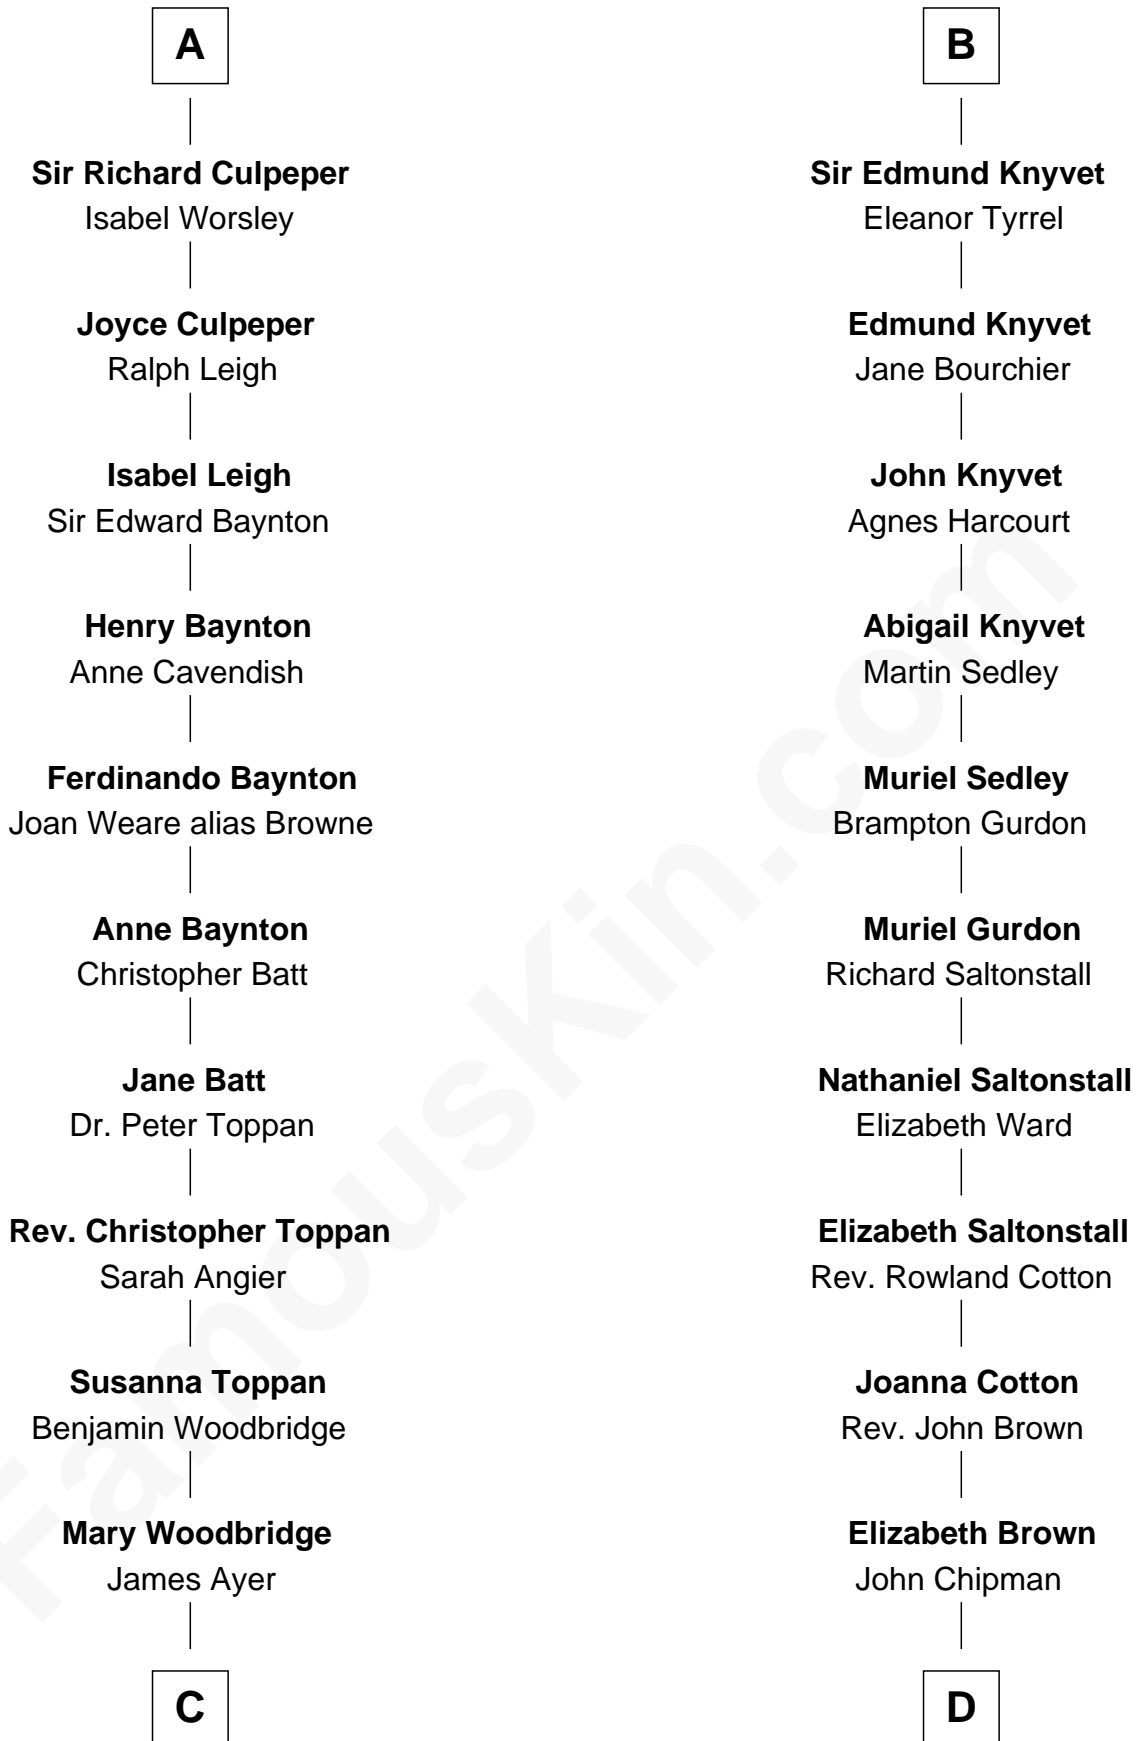 A
Sir Richard Culpeper
Isabel Worsley
Joyce Culpeper
Ralph Leigh
Isabel Leigh
Sir Edward Baynton
Henry Baynton
Anne Cavendish
Ferdinando Baynton
Joan Weare alias Browne
Anne Baynton
Christopher Batt
Jane Batt
Dr. Peter Toppan
Rev. Christopher Toppan
Sarah Angier
Susanna Toppan
Benjamin Woodbridge
Mary Woodbridge
James Ayer
C
B
Sir Edmund Knyvet
Eleanor Tyrrel
Edmund Knyvet
Jane Bourchier
John Knyvet
Agnes Harcourt
Abigail Knyvet
Martin Sedley
Muriel Sedley
Brampton Gurdon
Muriel Gurdon
Richard Saltonstall
Nathaniel Saltonstall
Elizabeth Ward
Elizabeth Saltonstall
Rev. Rowland Cotton
Joanna Cotton
Rev. John Brown
Elizabeth Brown
John Chipman
D
FamousKin.com